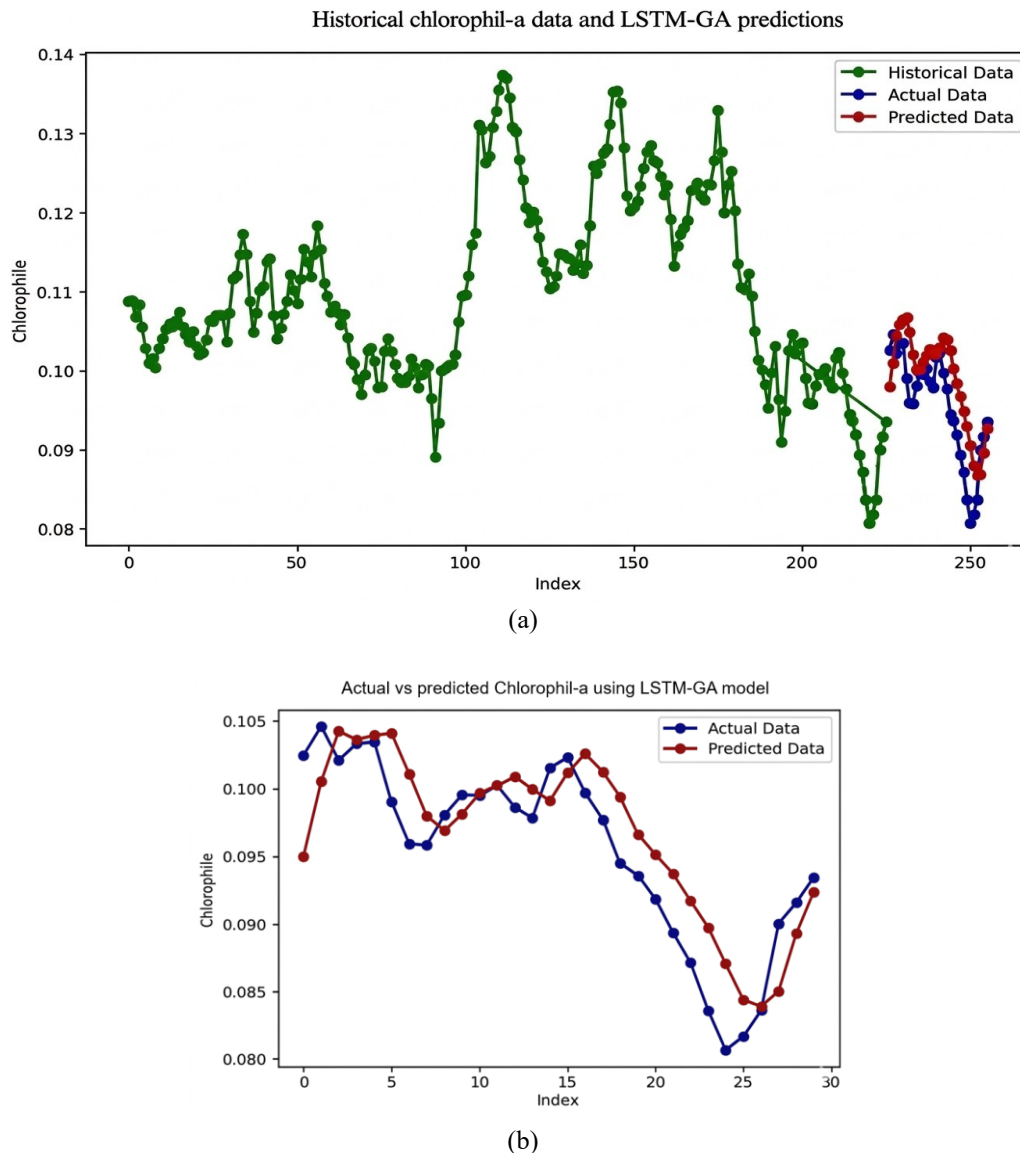 Historical chlorophil-a data and LSTM-GA predictions
0.14
0.13
0.12
0.11
0.10
0.09
0.08
Chlorophile
Historical Data
Actual Data
Predicted Data
0 50 100 150 200 250
Index
(a)
Actual vs predicted Chlorophil-a using LSTM-GA model
0.105
0.100
0.095
0.090
0.085
0.080
Chlorophile
Actual Data
Predicted Data
0 5 10 15 20 25 30
Index
(b)